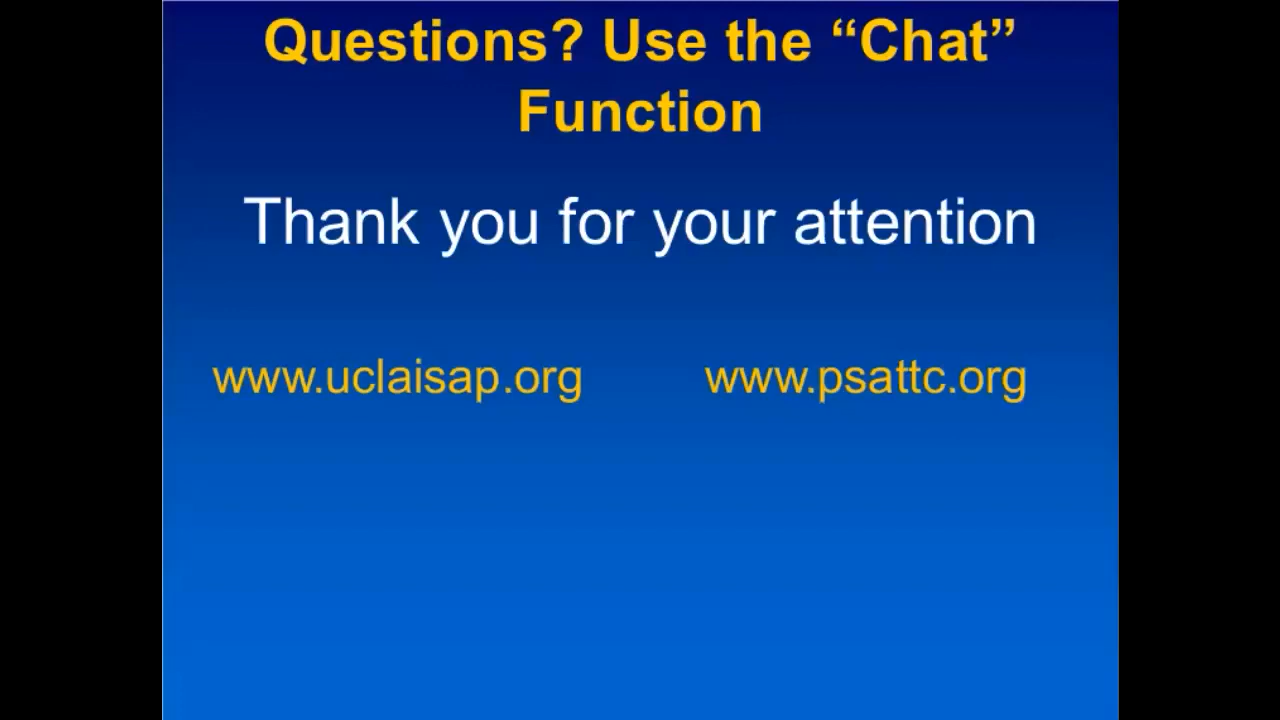 Questions? Use the “Chat”
Function
Thank you for your attention
www.uclaisap.org www.psattc.org